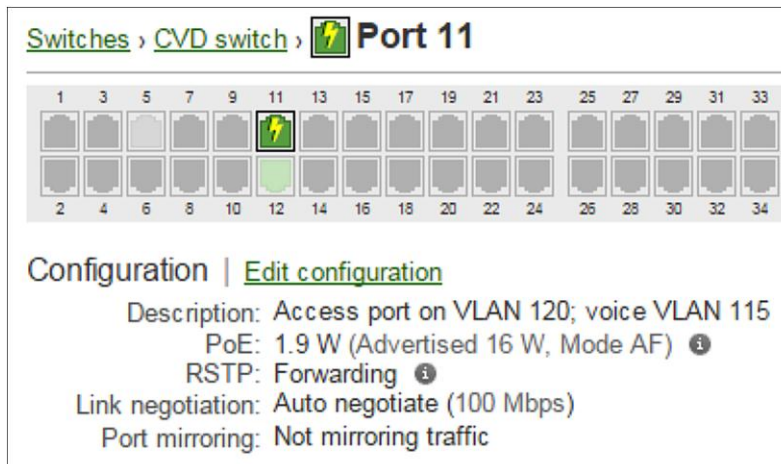 Switches › CVD switch › Port 11
1 3 5 7 9 11 13 15 17 19 21 23 25 27 29 31 33
2 4 6 8 10 12 14 16 18 20 22 24 26 28 30 32 34
Configuration | Edit configuration
Description: Access port on VLAN 120; voice VLAN 115
PoE: 1.9 W (Advertised 16 W, Mode AF) i
RSTP: Forwarding i
Link negotiation: Auto negotiate (100 Mbps)
Port mirroring: Not mirroring traffic